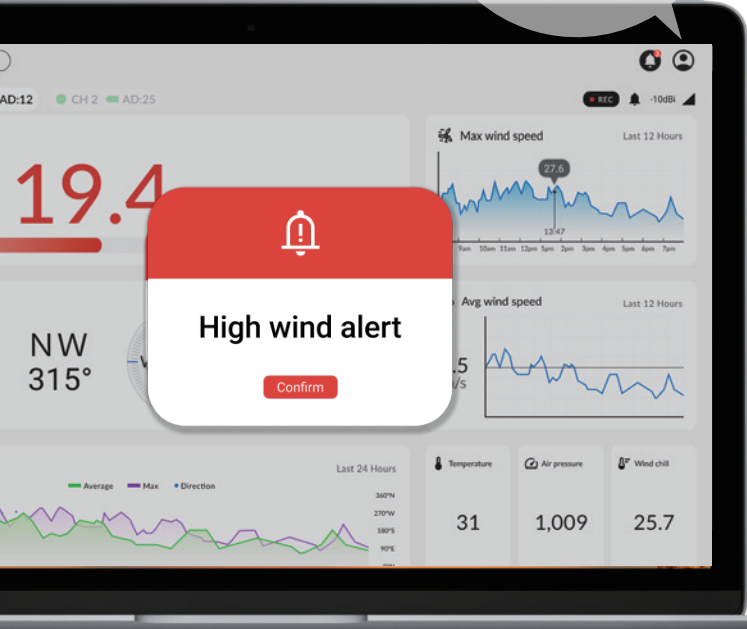 AD:12
CH 2
AD:25
REC
-10dBi
19.4
Max wind speed
Last 12 Hours
27.6
13:47
9am 10am 11am 12pm 1pm 2pm 3pm 4pm 5pm 6pm 7pm
High wind alert
Confirm
NW
315°
Avg wind speed
Last 12 Hours
.5
/s
Last 24 Hours
Average
Max
Direction
360°N
270°W
180°S
90°E
Temperature
31
Air pressure
1,009
Wind chill
25.7